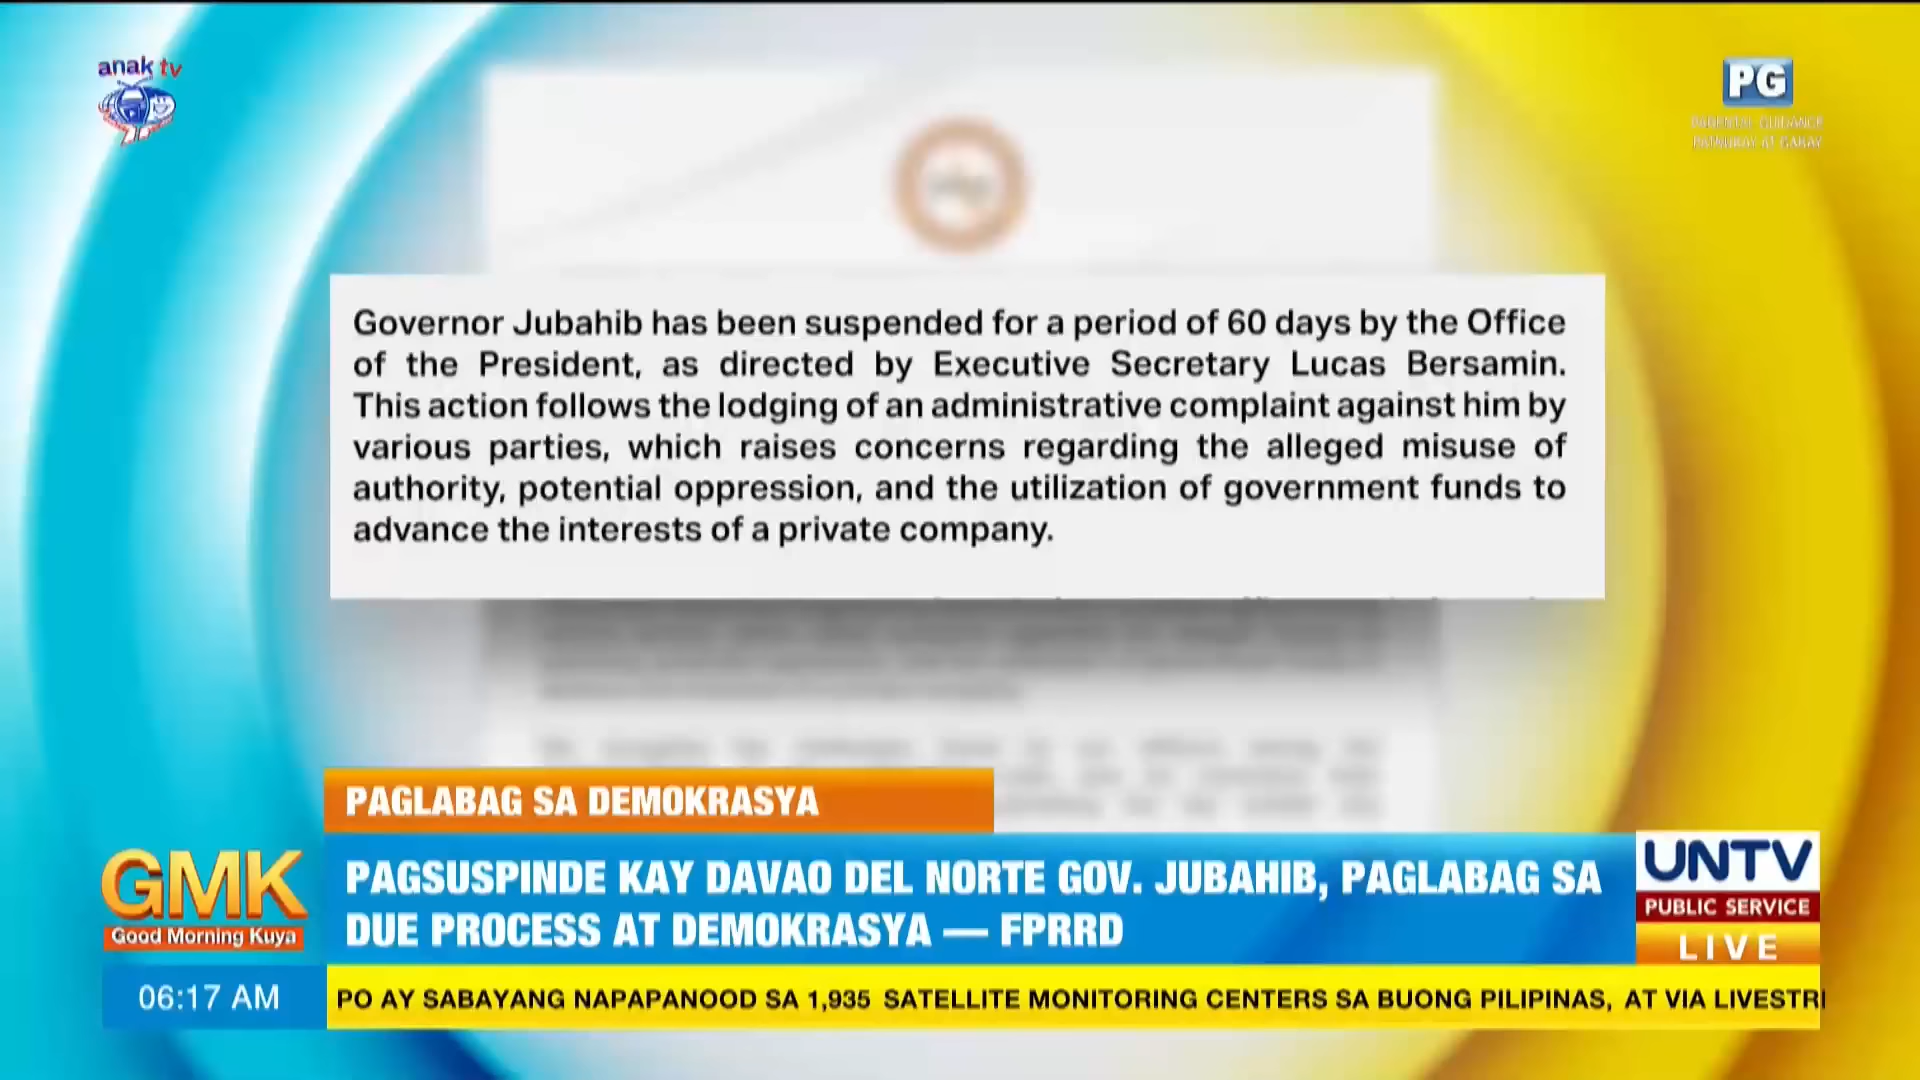 anak tv
PG
PARENTAL GUIDANCE
PATNUBAY AT GABAY
Governor Jubahib has been suspended for a period of 60 days by the Office
of the President, as directed by Executive Secretary Lucas Bersamin.
This action follows the lodging of an administrative complaint against him by
various parties, which raises concerns regarding the alleged misuse of
authority, potential oppression, and the utilization of government funds to
advance the interests of a private company.
PAGLABAG SA DEMOKRASYA
GMK
Good Morning Kuya
PAGSUSPINDE KAY DAVAO DEL NORTE GOV. JUBAHIB, PAGLABAG SA
DUE PROCESS AT DEMOKRASYA — FPRRD
UNTV
PUBLIC SERVICE
LIVE
06:17 AM
PO AY SABAYANG NAPAPANOOD SA 1,935 SATELLITE MONITORING CENTERS SA BUONG PILIPINAS, AT VIA LIVESTRI